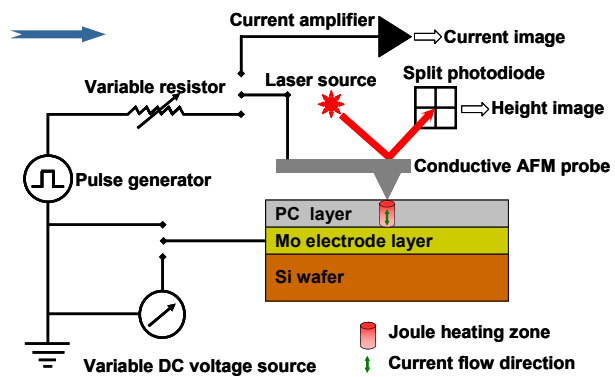 Current amplifier
Current image
Laser source
Split photodiode
Variable resistor
Height image
Conductive AFM probe
Pulse generator
PC layer
Mo electrode layer
Si wafer
Joule heating zone
Variable DC voltage source
Current flow direction